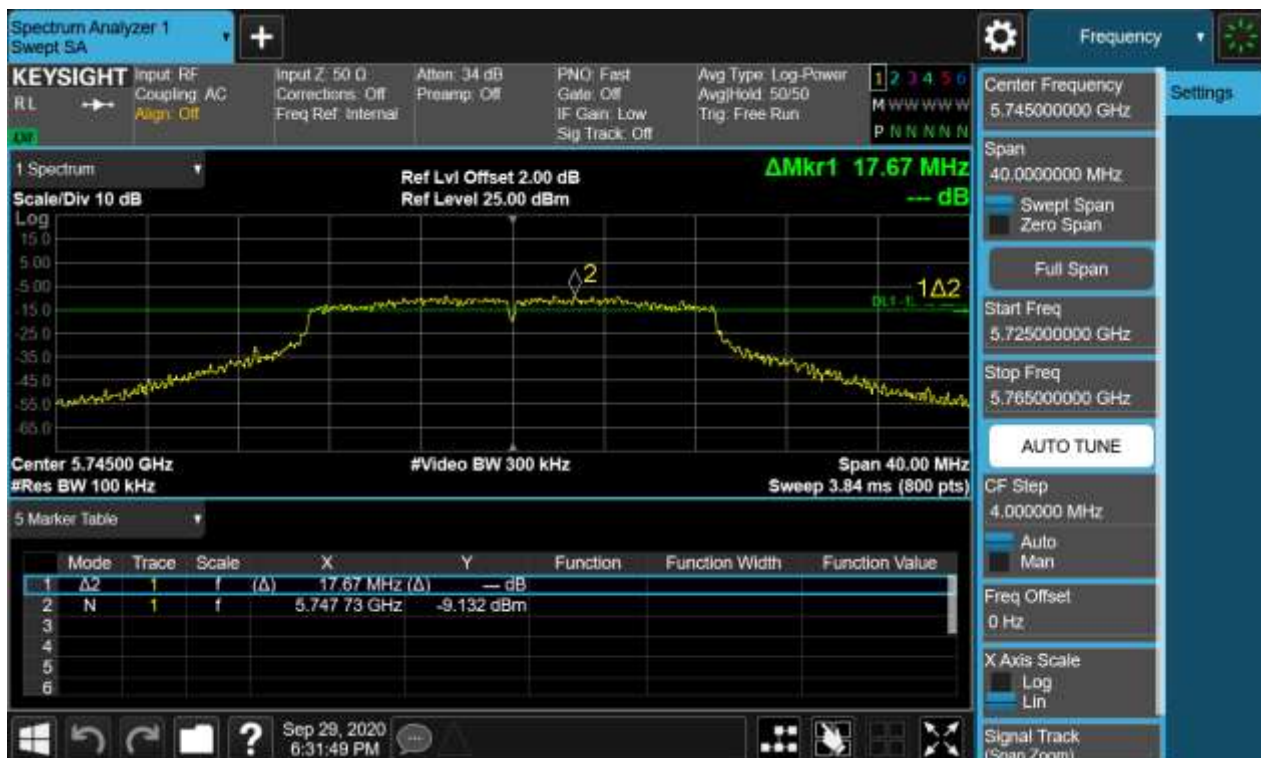 Spectrum Analyzer 1
Swept SA
+
Frequency
KEYSIGHT
RL
Input: RF
Coupling: AC
Align: Off
Input Z: 50 Ω
Corrections: Off
Freq Ref: Internal
Atten: 34 dB
Preamp: Off
PNO: Fast
Gate: Off
IF Gain: Low
Sig Track: Off
Avg Type: Log-Power
Avg|Hold: 50/50
Trig: Free Run
1 2 3 4 5 6
M W W W W W
P N N N N N
Center Frequency
5.745000000 GHz
Settings
Span
40.0000000 MHz
Swept Span
Zero Span
Full Span
Start Freq
5.725000000 GHz
Stop Freq
5.765000000 GHz
AUTO TUNE
CF Step
4.000000 MHz
Auto
Man
Freq Offset
0 Hz
X Axis Scale
Log
Lin
Signal Track
(Span Zoom)
1 Spectrum
Scale/Div 10 dB
Ref Lvl Offset 2.00 dB
Ref Level 25.00 dBm
ΔMkr1 17.67 MHz
--- dB
Log
15.0
5.00
-5.00
-15.0
-25.0
-35.0
-45.0
-55.0
-65.0
2
1Δ2
Center 5.74500 GHz
#Video BW 300 kHz
Span 40.00 MHz
#Res BW 100 kHz
Sweep 3.84 ms (800 pts)
5 Marker Table
Mode Trace Scale X Y Function Function Width Function Value
1 Δ2 1 f (Δ) 17.67 MHz (Δ) --- dB
2 N 1 f 5.747 73 GHz -9.132 dBm
3
4
5
6
?
Sep 29, 2020
6:31:49 PM